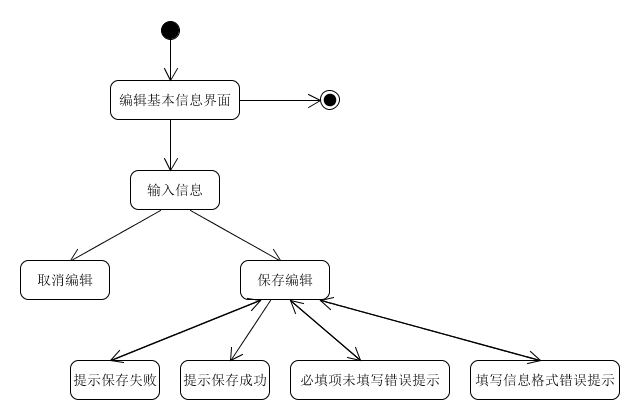 编辑基本信息界面
输入信息
取消编辑
保存编辑
提示保存失败
提示保存成功
必填项未填写错误提示
填写信息格式错误提示